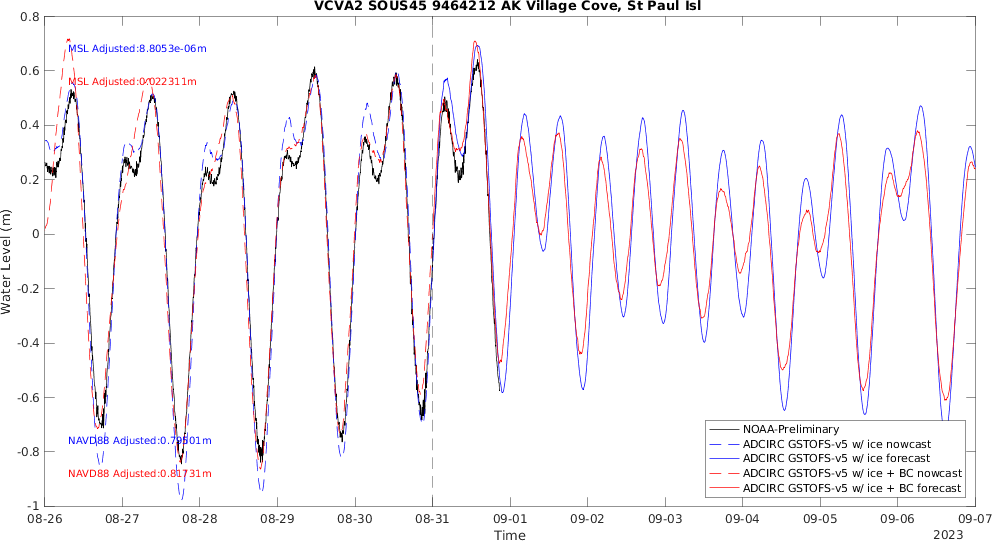 VCVA2 SOUS45 9464212 AK Village Cove, St Paul Isl
MSL Adjusted:8.8053e-06m
MSL Adjusted:0.022311m
NAVD88 Adjusted:0.79501m
NAVD88 Adjusted:0.81731m
Water Level (m)
0.8
0.6
0.4
0.2
0
-0.2
-0.4
-0.6
-0.8
-1
NOAA-Preliminary
ADCIRC GSTOFS-v5 w/ ice nowcast
ADCIRC GSTOFS-v5 w/ ice forecast
ADCIRC GSTOFS-v5 w/ ice + BC nowcast
ADCIRC GSTOFS-v5 w/ ice + BC forecast
08-26 08-27 08-28 08-29 08-30 08-31 09-01 09-02 09-03 09-04 09-05 09-06 09-07
Time
2023